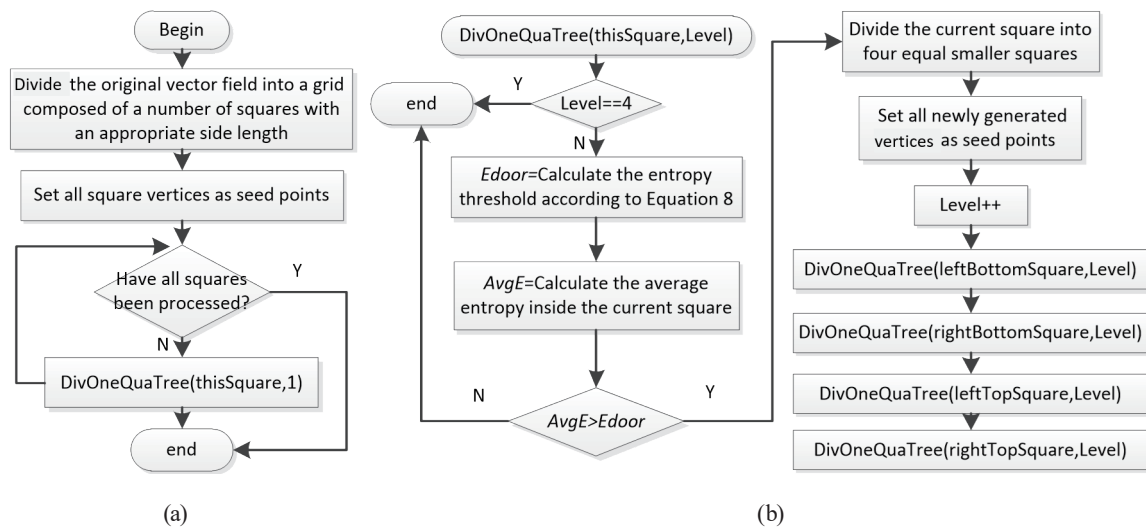 Begin
Divide the original vector field into a grid
composed of a number of squares with
an appropriate side length
Set all square vertices as seed points
Have all squares
been processed?
Y
N
DivOneQuaTree(thisSquare,1)
end
(a)
DivOneQuaTree(thisSquare,Level)
Y
end
Level==4
N
Edoor=Calculate the entropy
threshold according to Equation 8
AvgE=Calculate the average
entropy inside the current square
N
Y
AvgE>Edoor
Divide the current square into
four equal smaller squares
Set all newly generated
vertices as seed points
Level++
DivOneQuaTree(leftBottomSquare,Level)
DivOneQuaTree(rightBottomSquare,Level)
DivOneQuaTree(leftTopSquare,Level)
DivOneQuaTree(rightTopSquare,Level)
(b)